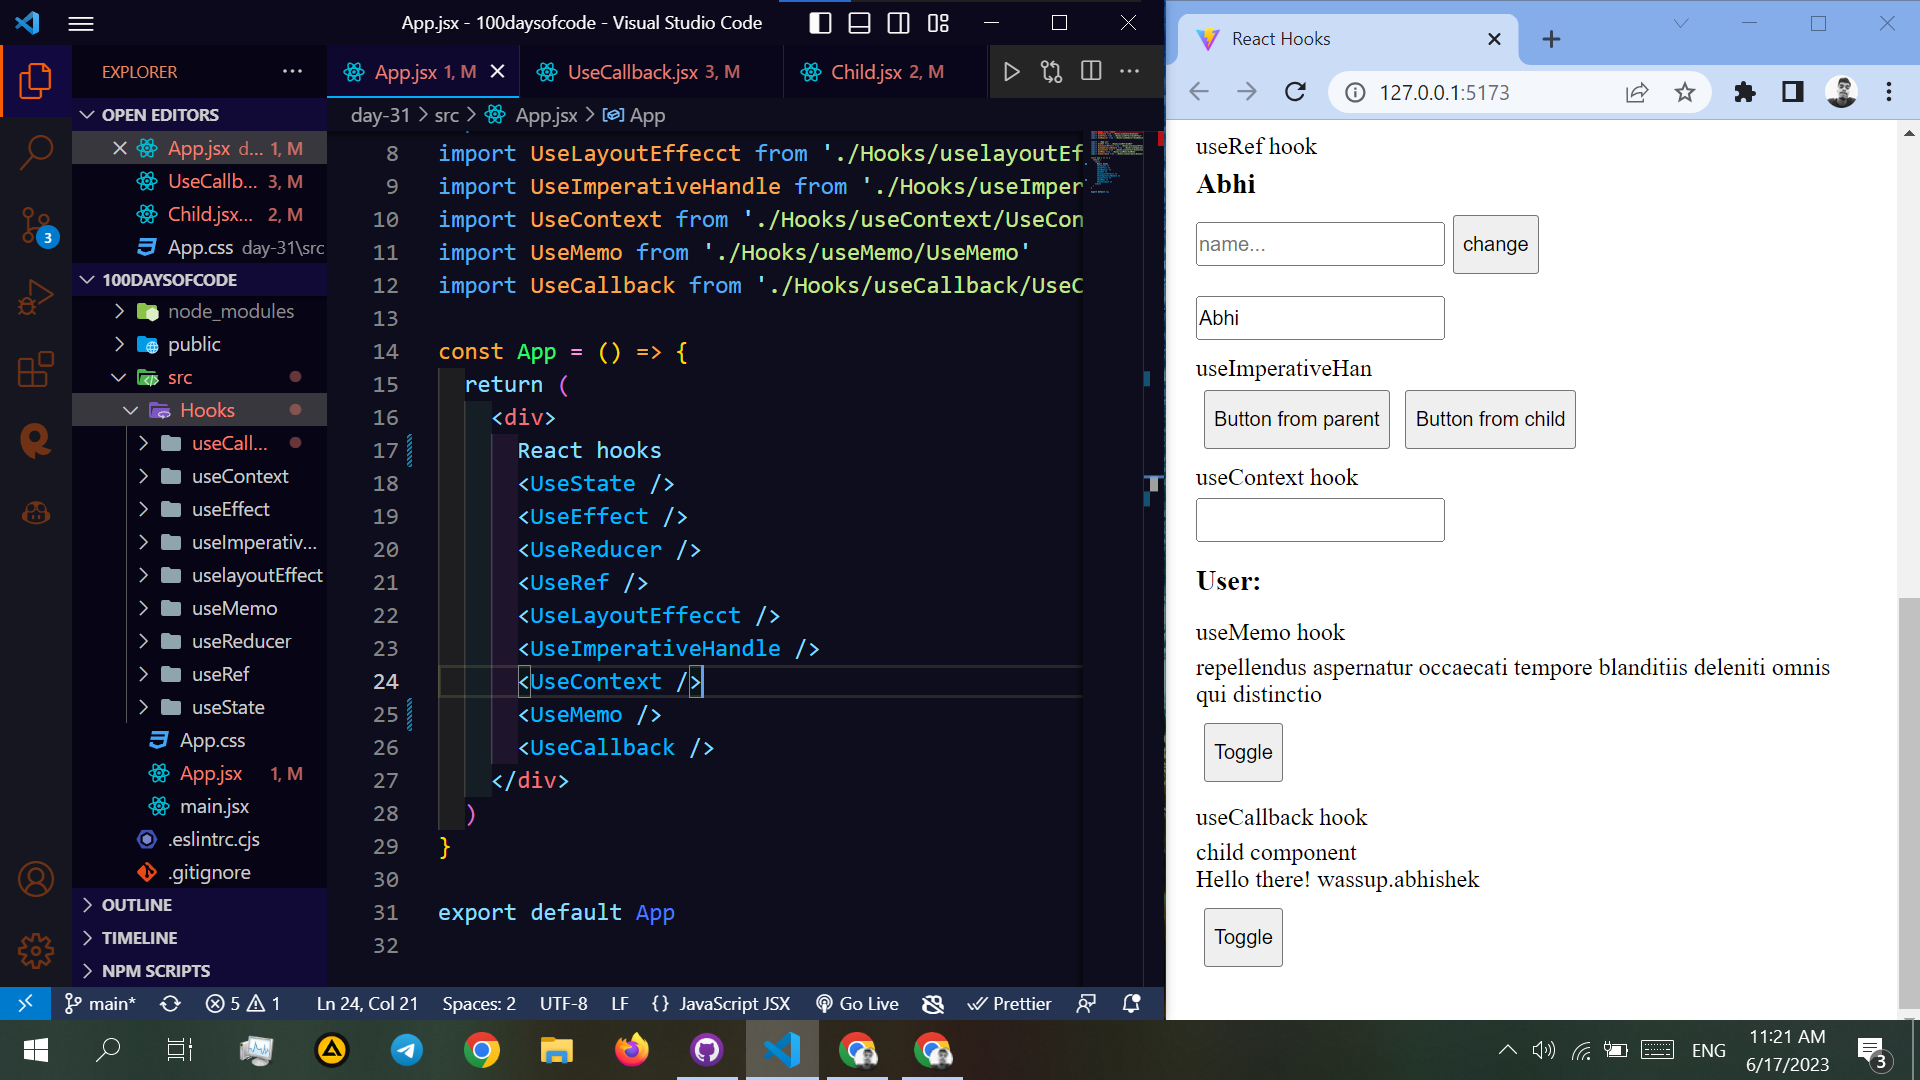 App.jsx - 100daysofcode - Visual Studio Code
EXPLORER
OPEN EDITORS
App.jsx d... 1, M
UseCallb... 3, M
Child.jsx... 2, M
App.css day-31\src
100DAYSOFCODE
node_modules
public
src
Hooks
useCall...
useContext
useEffect
useImperativ...
uselayoutEffect
useMemo
useReducer
useRef
useState
App.css
App.jsx 1, M
main.jsx
.eslintrc.cjs
.gitignore
OUTLINE
TIMELINE
NPM SCRIPTS
3
App.jsx 1, M
UseCallback.jsx 3, M
Child.jsx 2, M
day-31 > src > App.jsx > App
8 import UseLayoutEffecct from './Hooks/uselayoutEf
9 import UseImperativeHandle from './Hooks/useImper
10 import UseContext from './Hooks/useContext/UseCon
11 import UseMemo from './Hooks/useMemo/UseMemo'
12 import UseCallback from './Hooks/useCallback/UseC
13
14 const App = () => {
15 return (
16 <div>
17 React hooks
18 <UseState />
19 <UseEffect />
20 <UseReducer />
21 <UseRef />
22 <UseLayoutEffecct />
23 <UseImperativeHandle />
24 <UseContext />
25 <UseMemo />
26 <UseCallback />
27 </div>
28 )
29 }
30
31 export default App
32
main* 5 1 Ln 24, Col 21 Spaces: 2 UTF-8 LF {} JavaScript JSX Go Live Prettier
React Hooks
127.0.0.1:5173
useRef hook
Abhi
name... change
Abhi
useImperativeHan
Button from parent Button from child
useContext hook
User:
useMemo hook
repellendus aspernatur occaecati tempore blanditiis deleniti omnis
qui distinctio
Toggle
useCallback hook
child component
Hello there! wassup.abhishek
Toggle
ENG
11:21 AM
6/17/2023
3